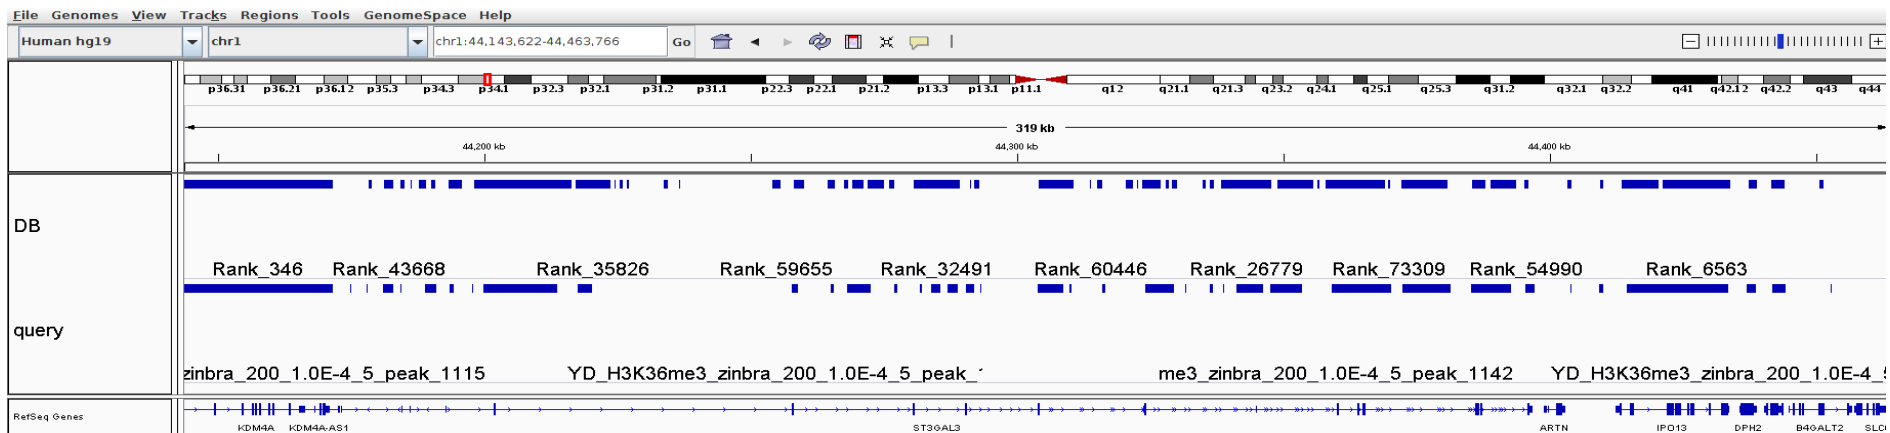 File Genomes View Tracks Regions Tools GenomeSpace Help
Human hg19 chr1 chr1:44,143,622-44,463,766 Go
p36.31 p36.21 p36.12 p35.3 p34.3 p34.1 p32.3 p32.1 p31.2 p31.1 p22.3 p22.1 p21.2 p13.3 p13.1 p11.1 q12 q21.1 q21.3 q23.2 q24.1 q25.1 q25.3 q31.2 q32.1 q32.2 q41 q42.12 q42.2 q43 q44
319 kb
44,200 kb 44,300 kb 44,400 kb
DB
Rank_346 Rank_43668 Rank_35826 Rank_59655 Rank_32491 Rank_60446 Rank_26779 Rank_73309 Rank_54990 Rank_6563
query
zinbra_200_1.0E-4_5_peak_1115 YD_H3K36me3_zinbra_200_1.0E-4_5_peak_ me3_zinbra_200_1.0E-4_5_peak_1142 YD_H3K36me3_zinbra_200_1.0E-4_
RefSeq Genes
KDM4A KDM4A-AS1 ST3GAL3 ARTN IPO13 DPH2 B4GALT2